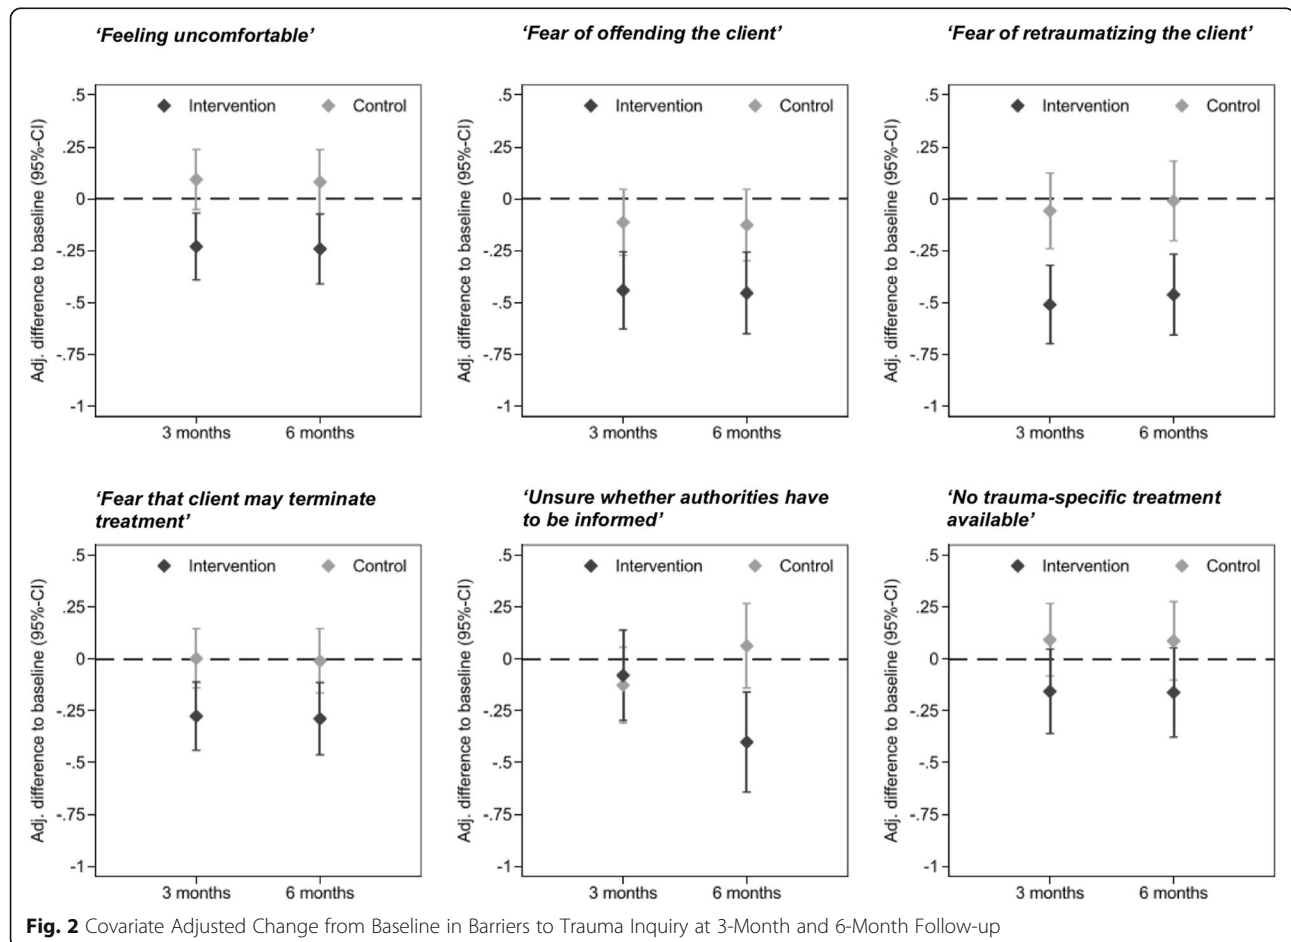 ‘Feeling uncomfortable’
‘Fear of offending the client’
‘Fear of retraumatizing the client’
Adj. difference to baseline (95%-CI)
Intervention
Control
.5
.25
0
-.25
-.5
-.75
-1
3 months
6 months
Adj. difference to baseline (95%-CI)
Intervention
Control
.5
.25
0
-.25
-.5
-.75
-1
3 months
6 months
Adj. difference to baseline (95%-CI)
Intervention
Control
.5
.25
0
-.25
-.5
-.75
-1
3 months
6 months
‘Fear that client may terminate
treatment’
‘Unsure whether authorities have
to be informed’
‘No trauma-specific treatment
available’
Adj. difference to baseline (95%-CI)
Intervention
Control
.5
.25
0
-.25
-.5
-.75
-1
3 months
6 months
Adj. difference to baseline (95%-CI)
Intervention
Control
.5
.25
0
-.25
-.5
-.75
-1
3 months
6 months
Adj. difference to baseline (95%-CI)
Intervention
Control
.5
.25
0
-.25
-.5
-.75
-1
3 months
6 months
Fig. 2 Covariate Adjusted Change from Baseline in Barriers to Trauma Inquiry at 3-Month and 6-Month Follow-up